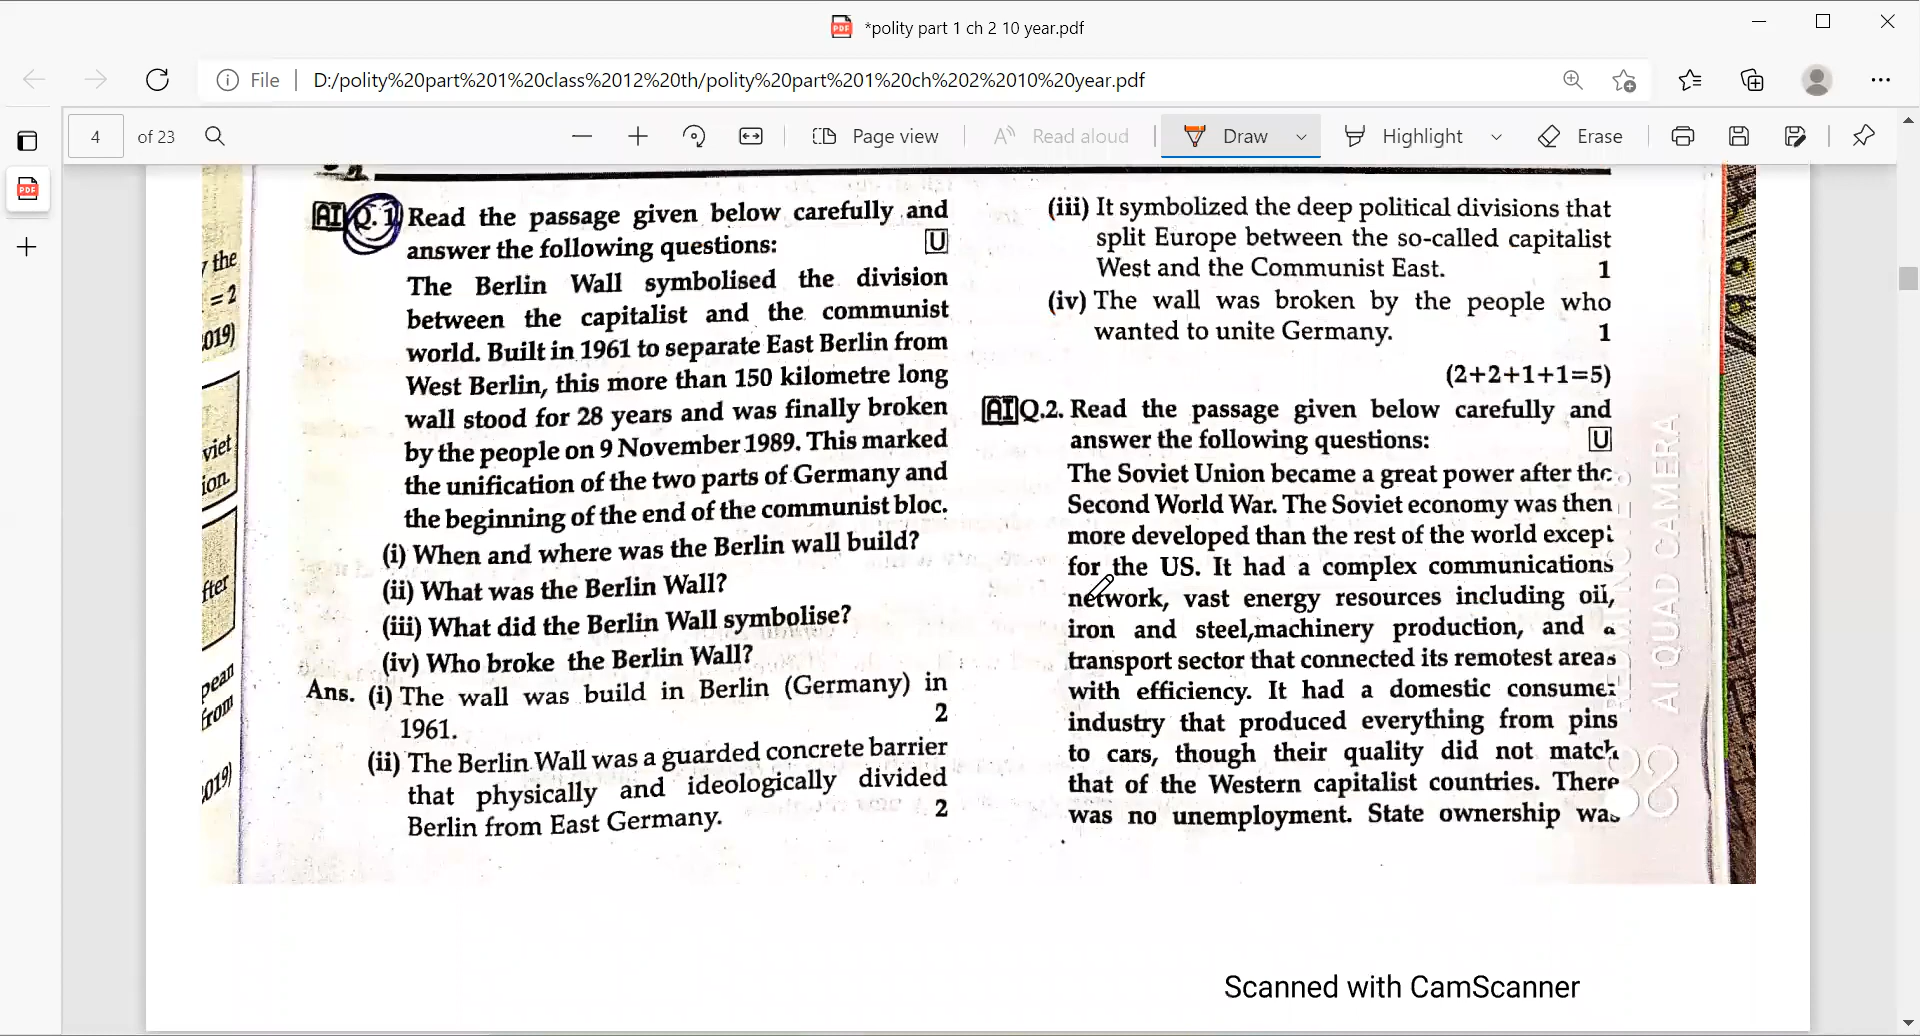 *polity part 1 ch 2 10 year.pdf
File
D:/polity%20part%201%20class%2012%20th/polity%20part%201%20ch%202%2010%20year.pdf
4 of 23
Page view
Read aloud
Draw
Highlight
Erase
the
= 2
019)
viet
ion.
fter
pean
from
019)
AI Q. 1. Read the passage given below carefully and
answer the following questions: U
The Berlin Wall symbolised the division
between the capitalist and the communist
world. Built in 1961 to separate East Berlin from
West Berlin, this more than 150 kilometre long
wall stood for 28 years and was finally broken
by the people on 9 November 1989. This marked
the unification of the two parts of Germany and
the beginning of the end of the communist bloc.
(i) When and where was the Berlin wall build?
(ii) What was the Berlin Wall?
(iii) What did the Berlin Wall symbolise?
(iv) Who broke the Berlin Wall?
Ans. (i) The wall was build in Berlin (Germany) in
1961. 2
(ii) The Berlin Wall was a guarded concrete barrier
that physically and ideologically divided
Berlin from East Germany. 2
(iii) It symbolized the deep political divisions that
split Europe between the so-called capitalist
West and the Communist East. 1
(iv) The wall was broken by the people who
wanted to unite Germany. 1
(2+2+1+1=5)
AI Q.2. Read the passage given below carefully and
answer the following questions: U
The Soviet Union became a great power after the
Second World War. The Soviet economy was then
more developed than the rest of the world except
for the US. It had a complex communications
network, vast energy resources including oil,
iron and steel,machinery production, and a
transport sector that connected its remotest areas
with efficiency. It had a domestic consumer
industry that produced everything from pins
to cars, though their quality did not match
that of the Western capitalist countries. There
was no unemployment. State ownership was
AI QUAD CAMERA
Scanned with CamScanner